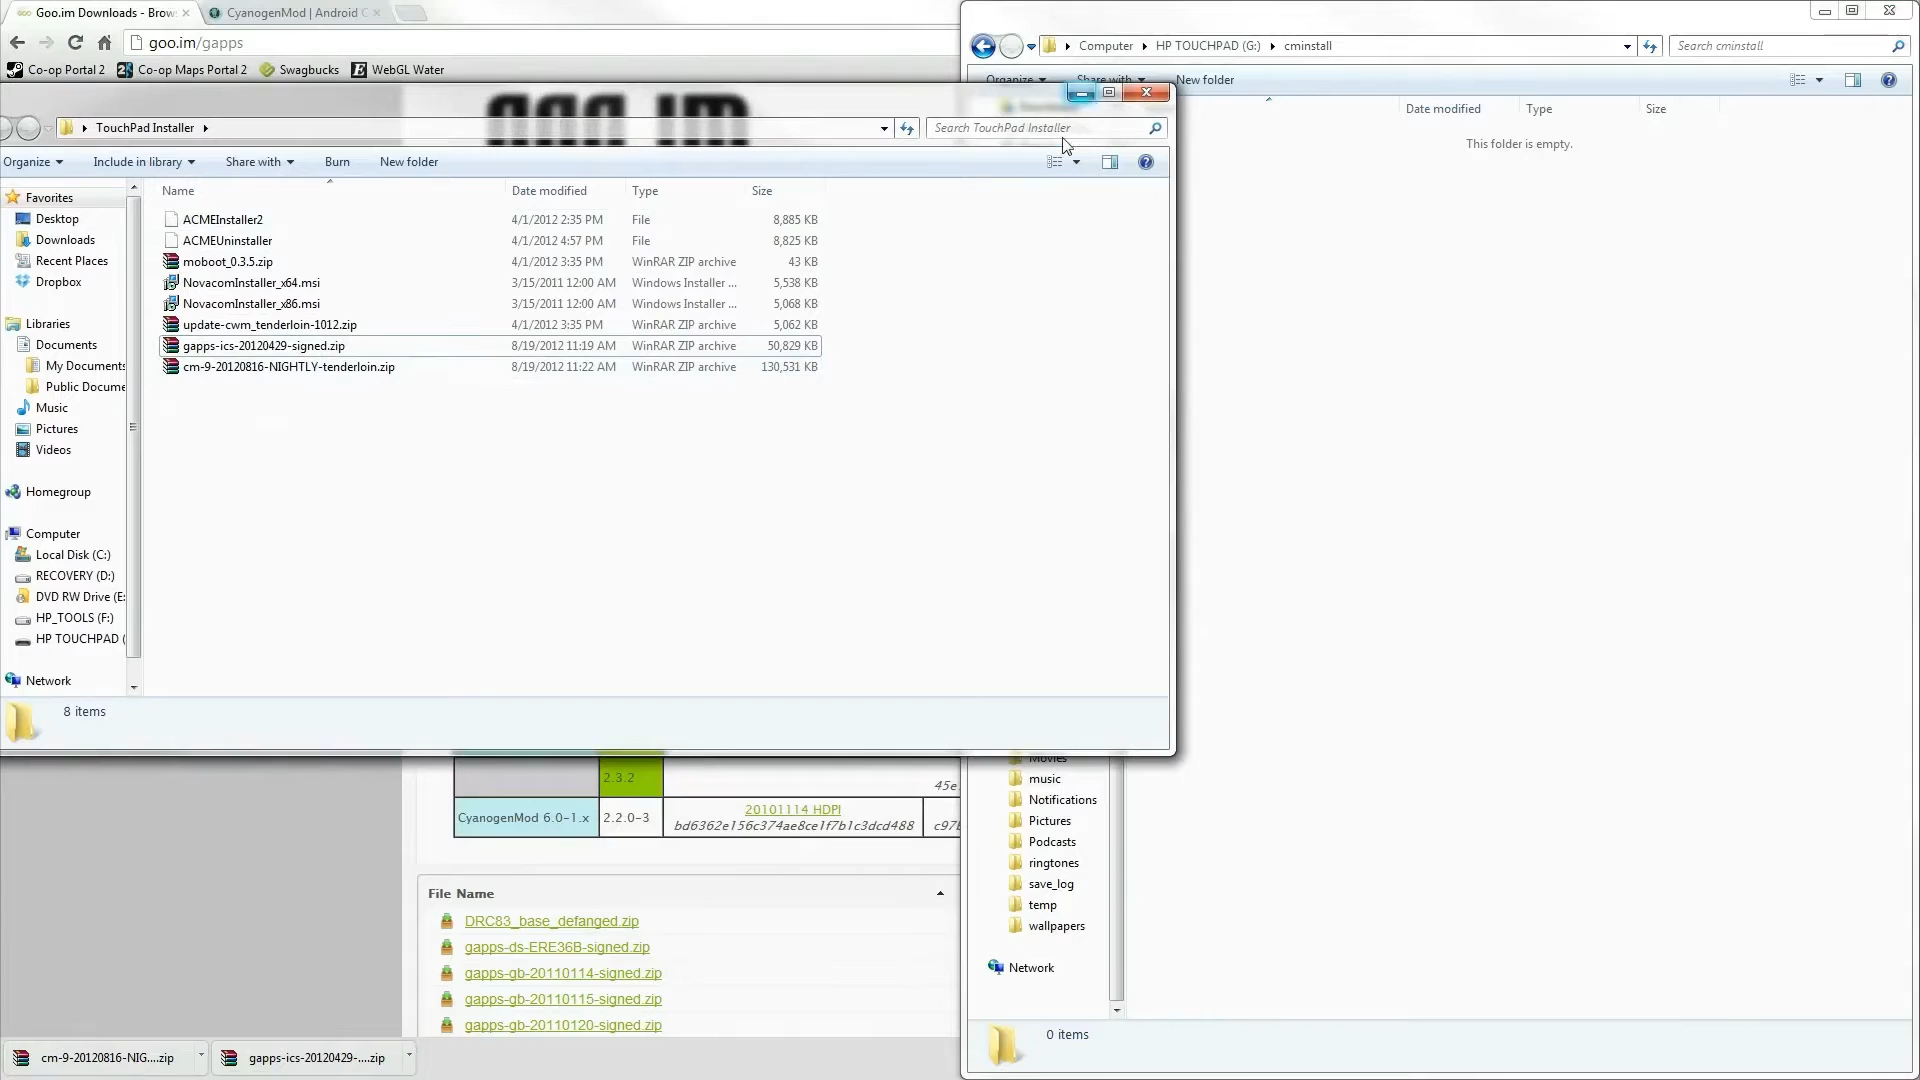 Goo.im Downloads - Brow
CyanogenMod | Android C
goo.im/gapps
Co-op Portal 2
Co-op Maps Portal 2
Swagbucks
WebGL Water
goo im
TouchPad Installer
Search TouchPad Installer
Organize
Include in library
Share with
Burn
New folder
Name
Date modified
Type
Size
Favorites
Desktop
Downloads
Recent Places
Dropbox
Libraries
Documents
My Documents
Public Docume
Music
Pictures
Videos
Homegroup
Computer
Local Disk (C:)
RECOVERY (D:)
DVD RW Drive (E:
HP_TOOLS (F:)
HP TOUCHPAD (
Network
ACMEInstaller2 4/1/2012 2:35 PM File 8,885 KB
ACMEUninstaller 4/1/2012 4:57 PM File 8,825 KB
moboot_0.3.5.zip 4/1/2012 3:35 PM WinRAR ZIP archive 43 KB
NovacomInstaller_x64.msi 3/15/2011 12:00 AM Windows Installer ... 5,538 KB
NovacomInstaller_x86.msi 3/15/2011 12:00 AM Windows Installer ... 5,068 KB
update-cwm_tenderloin-1012.zip 4/1/2012 3:35 PM WinRAR ZIP archive 5,062 KB
gapps-ics-20120429-signed.zip 8/19/2012 11:19 AM WinRAR ZIP archive 50,829 KB
cm-9-20120816-NIGHTLY-tenderloin.zip 8/19/2012 11:22 AM WinRAR ZIP archive 130,531 KB
8 items
2.3.2
45e
CyanogenMod 6.0-1.x
2.2.0-3
20101114 HDPI
bd6362e156c374ae8ce1f7b1c3dcd488
c97b
File Name
DRC83_base_defanged.zip
gapps-ds-ERE36B-signed.zip
gapps-gb-20110114-signed.zip
gapps-gb-20110115-signed.zip
gapps-gb-20110120-signed.zip
cm-9-20120816-NIG....zip
gapps-ics-20120429-....zip
Computer
HP TOUCHPAD (G:)
cminstall
Search cminstall
Organize
Share with
New folder
Date modified
Type
Size
This folder is empty.
Movies
music
Notifications
Pictures
Podcasts
ringtones
save_log
temp
wallpapers
Network
0 items